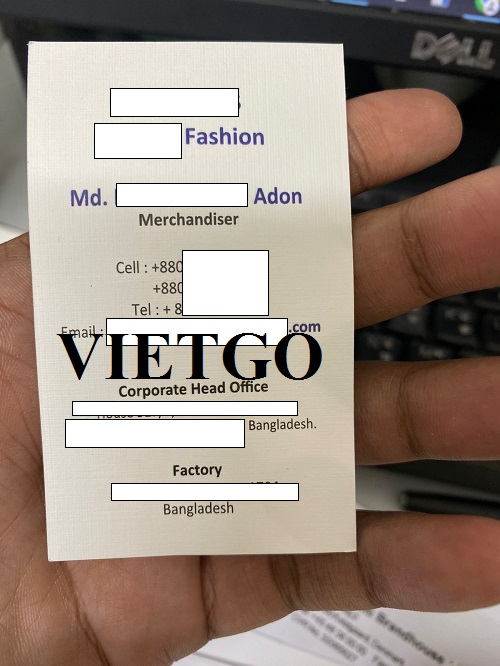 DELL
Fashion
Md. Adon
Merchandiser
Cell : +880
+880
Tel : + 8
Email : .com
VIETGO
Corporate Head Office
Bangladesh.
Factory
Bangladesh